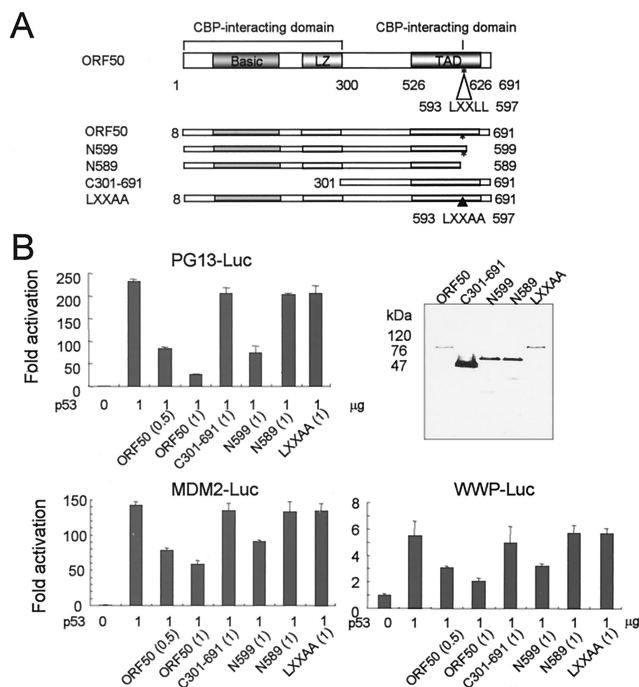 A
CBP-interacting domain CBP-interacting domain
ORF50 Basic LZ TAD
*
1 300 526 626 691
593 LXXLL 597
ORF50 8 691
*
N599 599
*
N589 589
C301-691 301 691
LXXAA 8 691
593 LXXAA 597
B
PG13-Luc
Fold activation
250
200
150
100
50
0
p53 0 1 1 1 1 1 1 1 μg
ORF50 (0.5)
ORF50 (1)
C301-691 (1)
N599 (1)
N589 (1)
LXXAA (1)
ORF50
C301-691
N599
N589
LXXAA
kDa
120
76
47
MDM2-Luc
Fold activation
150
100
50
0
p53 0 1 1 1 1 1 1 1
ORF50 (0.5)
ORF50 (1)
C301-691 (1)
N599 (1)
N589 (1)
LXXAA (1)
WWP-Luc
8
6
4
2
0
p53 0 1 1 1 1 1 1 1 μg
ORF50 (0.5)
ORF50 (1)
C301-691 (1)
N599 (1)
N589 (1)
LXXAA (1)